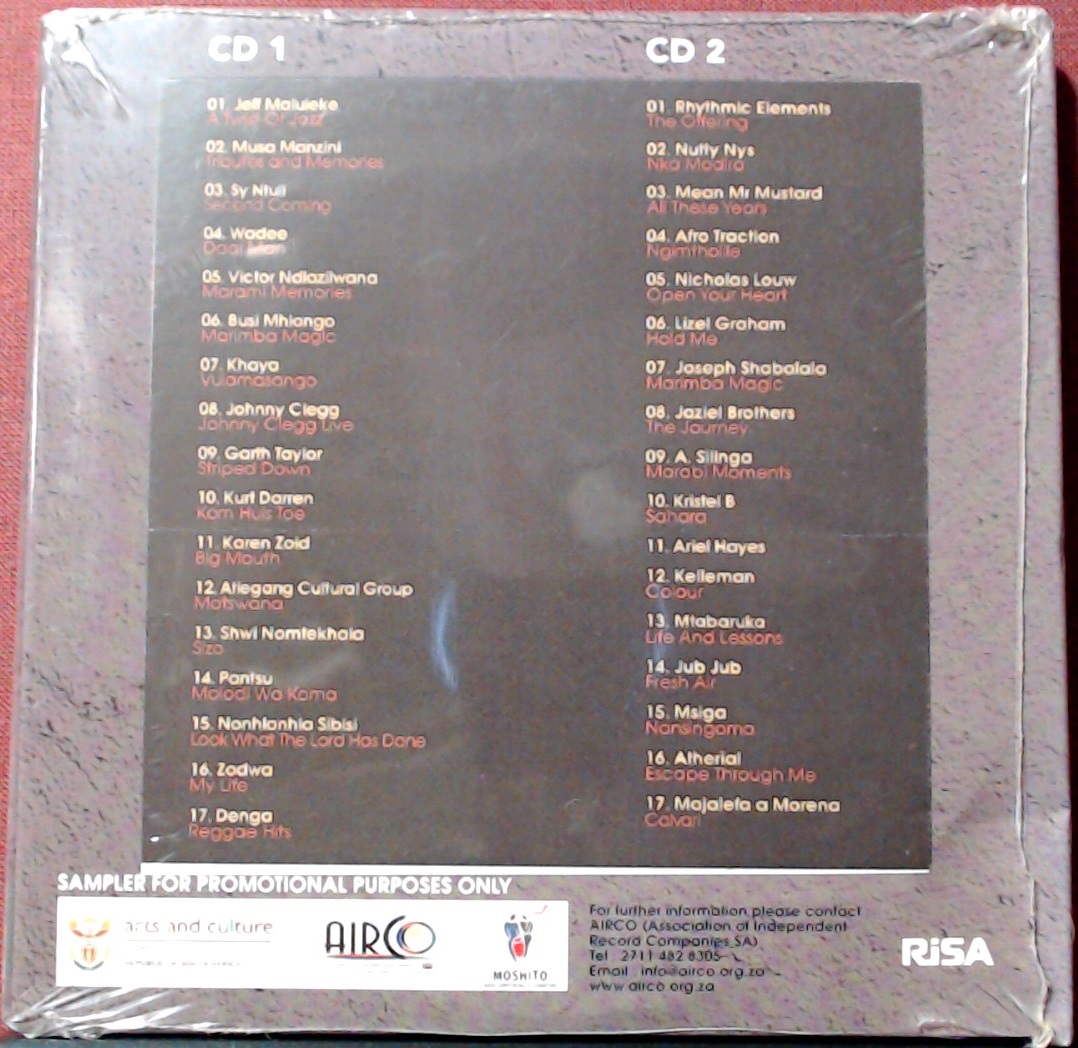 CD 1
01. Jeff Maluleke
A Twist Of Jazz
02. Musa Manzini
Tributes and Memories
03. Sy Ntuli
Second Coming
04. Wadee
Daai Man
05. Victor Ndlazilwana
Marami Memories
06. Busi Mhlongo
Marimba Magic
07. Khaya
Vulamasango
08. Johnny Clegg
Johnny Clegg Live
09. Garth Taylor
Striped Down
10. Kurt Darren
Kom Huis Toe
11. Karen Zoid
Big Mouth
12. Atlegang Cultural Group
Motswana
13. Shwi Nomtekhala
Sizo
14. Pantsu
Molodi Wa Koma
15. Nonhlanhla Sibisi
Look What The Lord Has Done
16. Zodwa
My Life
17. Denga
Reggae Hits
CD 2
01. Rhythmic Elements
The Offering
02. Nutty Nys
Nka Modira
03. Mean Mr Mustard
All These Years
04. Afro Traction
Ngimtholile
05. Nicholas Louw
Open Your Heart
06. Lizel Graham
Hold Me
07. Joseph Shabalala
Marimba Magic
08. Jaziel Brothers
The Journey
09. A. Silinga
Marabi Moments
10. Kristel B
Sahara
11. Ariel Hayes
12. Kelleman
Colour
13. Mtabaruka
Life And Lessons
14. Jub Jub
Fresh Air
15. Msiga
Nansingoma
16. Atherial
Escape Through Me
17. Majalefa a Morena
Calvari
SAMPLER FOR PROMOTIONAL PURPOSES ONLY
arts and culture
AIRCO
MOSHITO
For further information please contact
AIRCO (Association of Independent
Record Companies SA)
Tel : 2711 482 8305
Email : info@airco.org.za
www.airco.org.za
RiSA